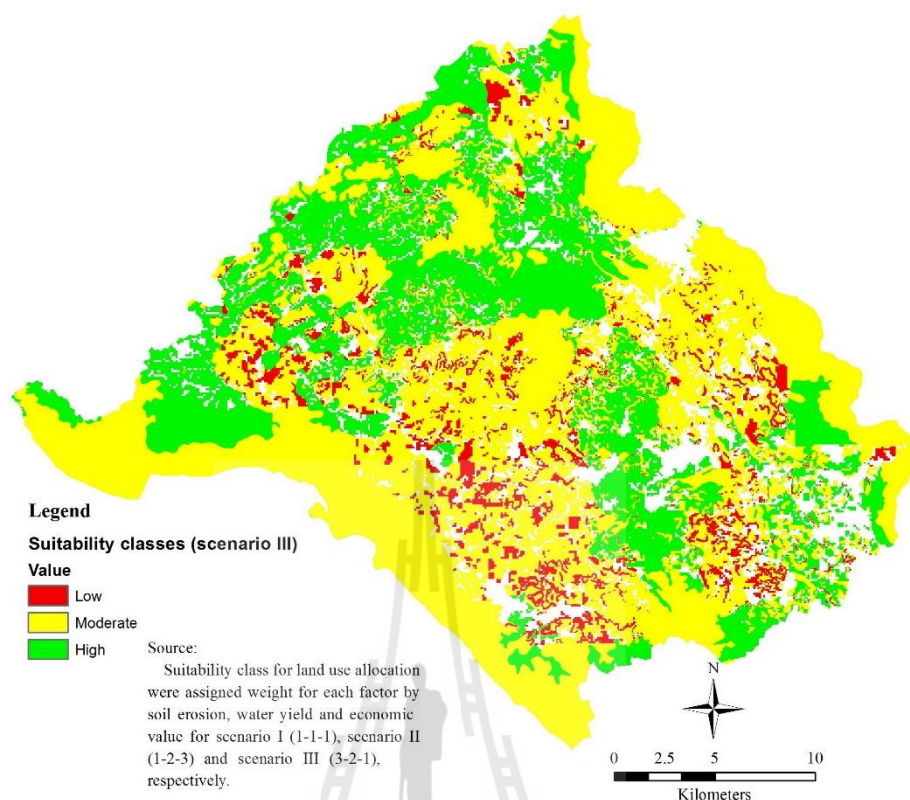 Legend
Suitability classes (scenario III)
Value
Low
Moderate
High
Source:
Suitability class for land use allocation
were assigned weight for each factor by
soil erosion, water yield and economic
value for scenario I (1-1-1), scenario II
(1-2-3) and scenario III (3-2-1),
respectively.
N
0 2.5 5 10
Kilometers